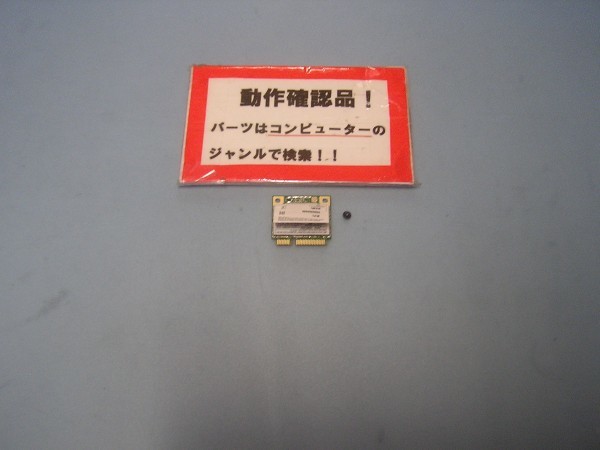 動作確認品！
パーツはコンピューターの
ジャンルで検索！！